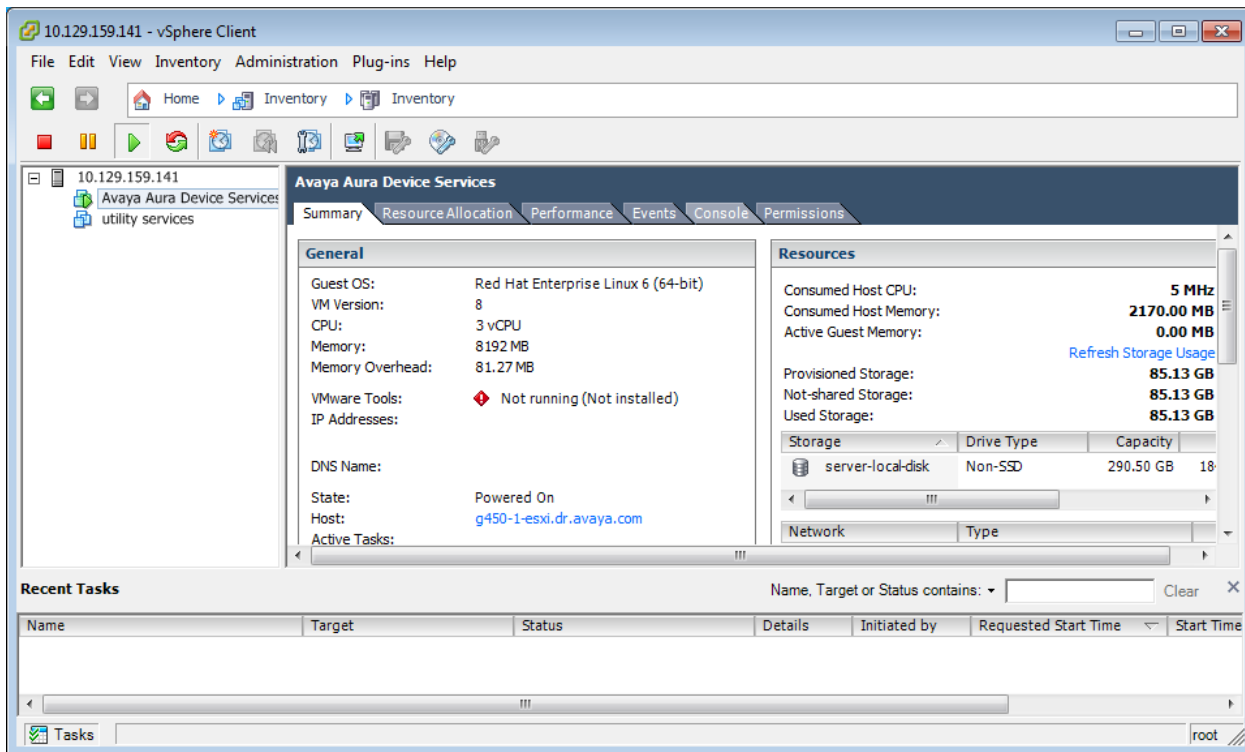 10.129.159.141 - vSphere Client
File Edit View Inventory Administration Plug-ins Help
Home Inventory Inventory
10.129.159.141
Avaya Aura Device Services
utility services
Avaya Aura Device Services
Summary Resource Allocation Performance Events Console Permissions
General
Guest OS: Red Hat Enterprise Linux 6 (64-bit)
VM Version: 8
CPU: 3 vCPU
Memory: 8192 MB
Memory Overhead: 81.27 MB
VMware Tools: Not running (Not installed)
IP Addresses:
DNS Name:
State: Powered On
Host: g450-1-esxi.dr.avaya.com
Active Tasks:
Resources
Consumed Host CPU: 5 MHz
Consumed Host Memory: 2170.00 MB
Active Guest Memory: 0.00 MB
Refresh Storage Usage
Provisioned Storage: 85.13 GB
Not-shared Storage: 85.13 GB
Used Storage: 85.13 GB
Storage Drive Type Capacity
server-local-disk Non-SSD 290.50 GB 18
Network Type
Recent Tasks
Name, Target or Status contains: Clear
Name Target Status Details Initiated by Requested Start Time Start Time
Tasks root